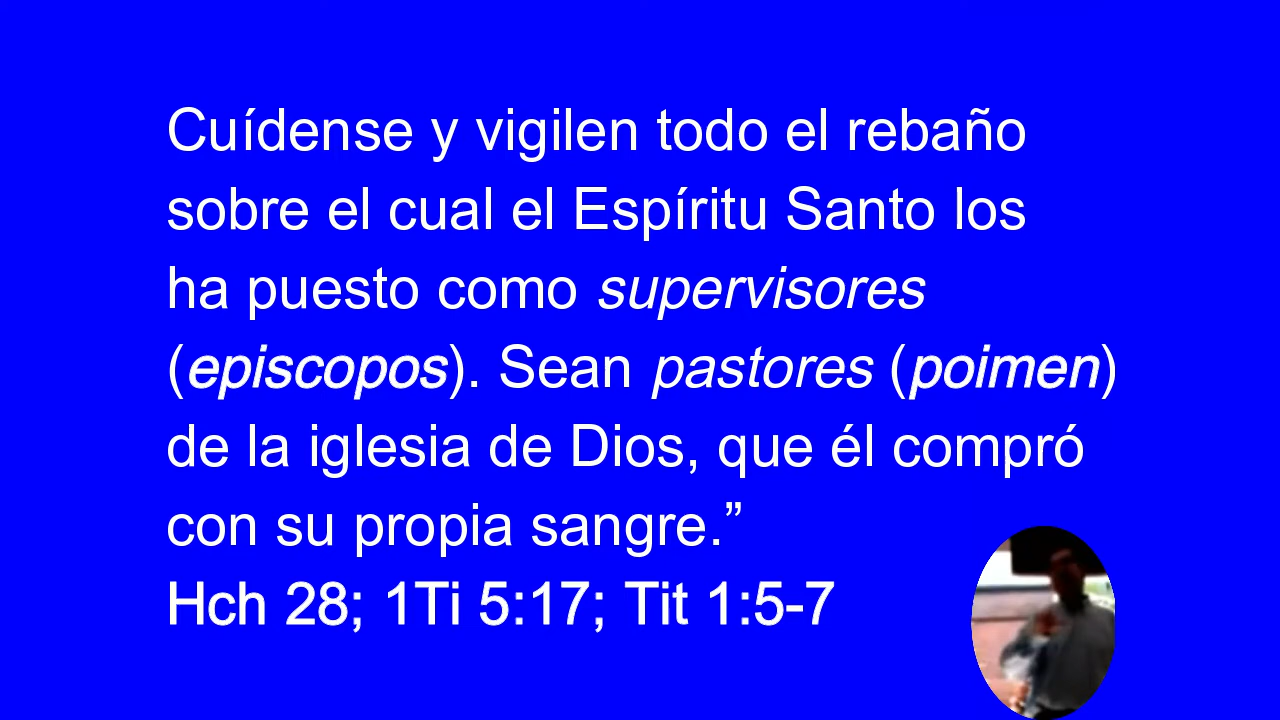 Cuídense y vigilen todo el rebaño
sobre el cual el Espíritu Santo los
ha puesto como supervisores
(episcopos). Sean pastores (poimen)
de la iglesia de Dios, que él compró
con su propia sangre.”
Hch 28; 1Ti 5:17; Tit 1:5-7